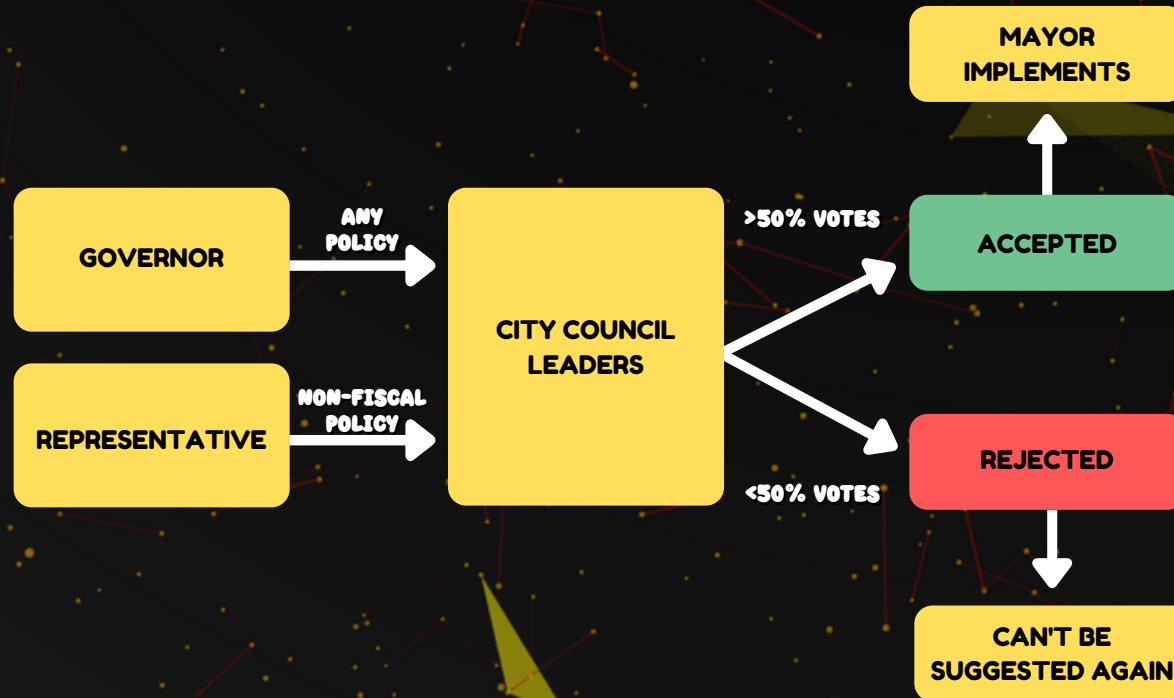 MAYOR
IMPLEMENTS
GOVERNOR
ANY
POLICY
>50% VOTES
ACCEPTED
CITY COUNCIL
LEADERS
REPRESENTATIVE
NON-FISCAL
POLICY
<50% VOTES
REJECTED
CAN'T BE
SUGGESTED AGAIN